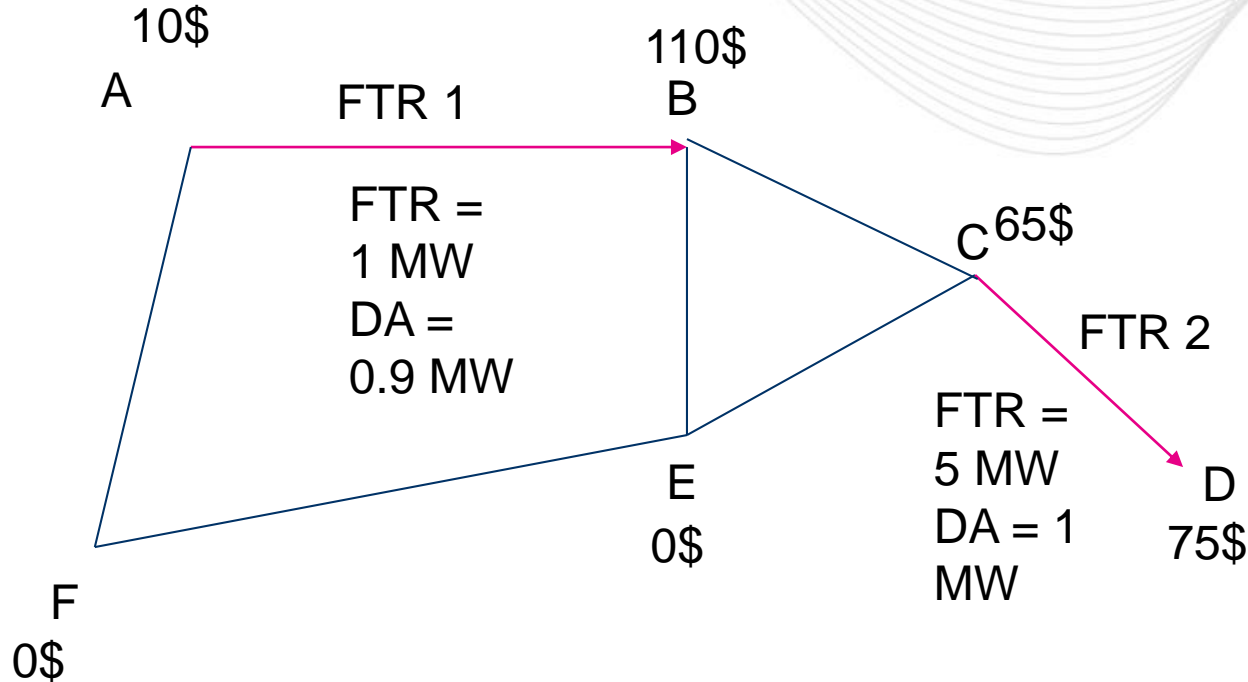 10$
110$
A
B
FTR 1
FTR =
1 MW
DA =
0.9 MW
C
65$
FTR 2
FTR =
5 MW
DA = 1
MW
E
0$
D
75$
F
0$